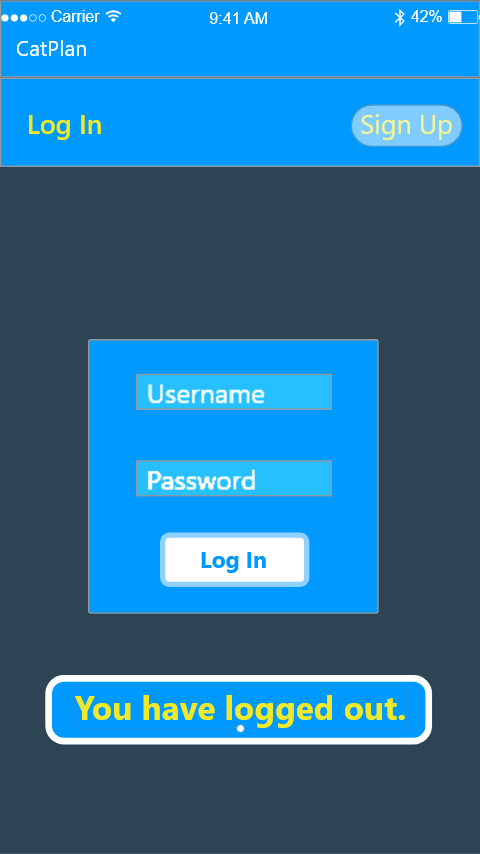 Carrier 9:41 AM 42%
CatPlan
Log In Sign Up
Username
Password
Log In
You have logged out.